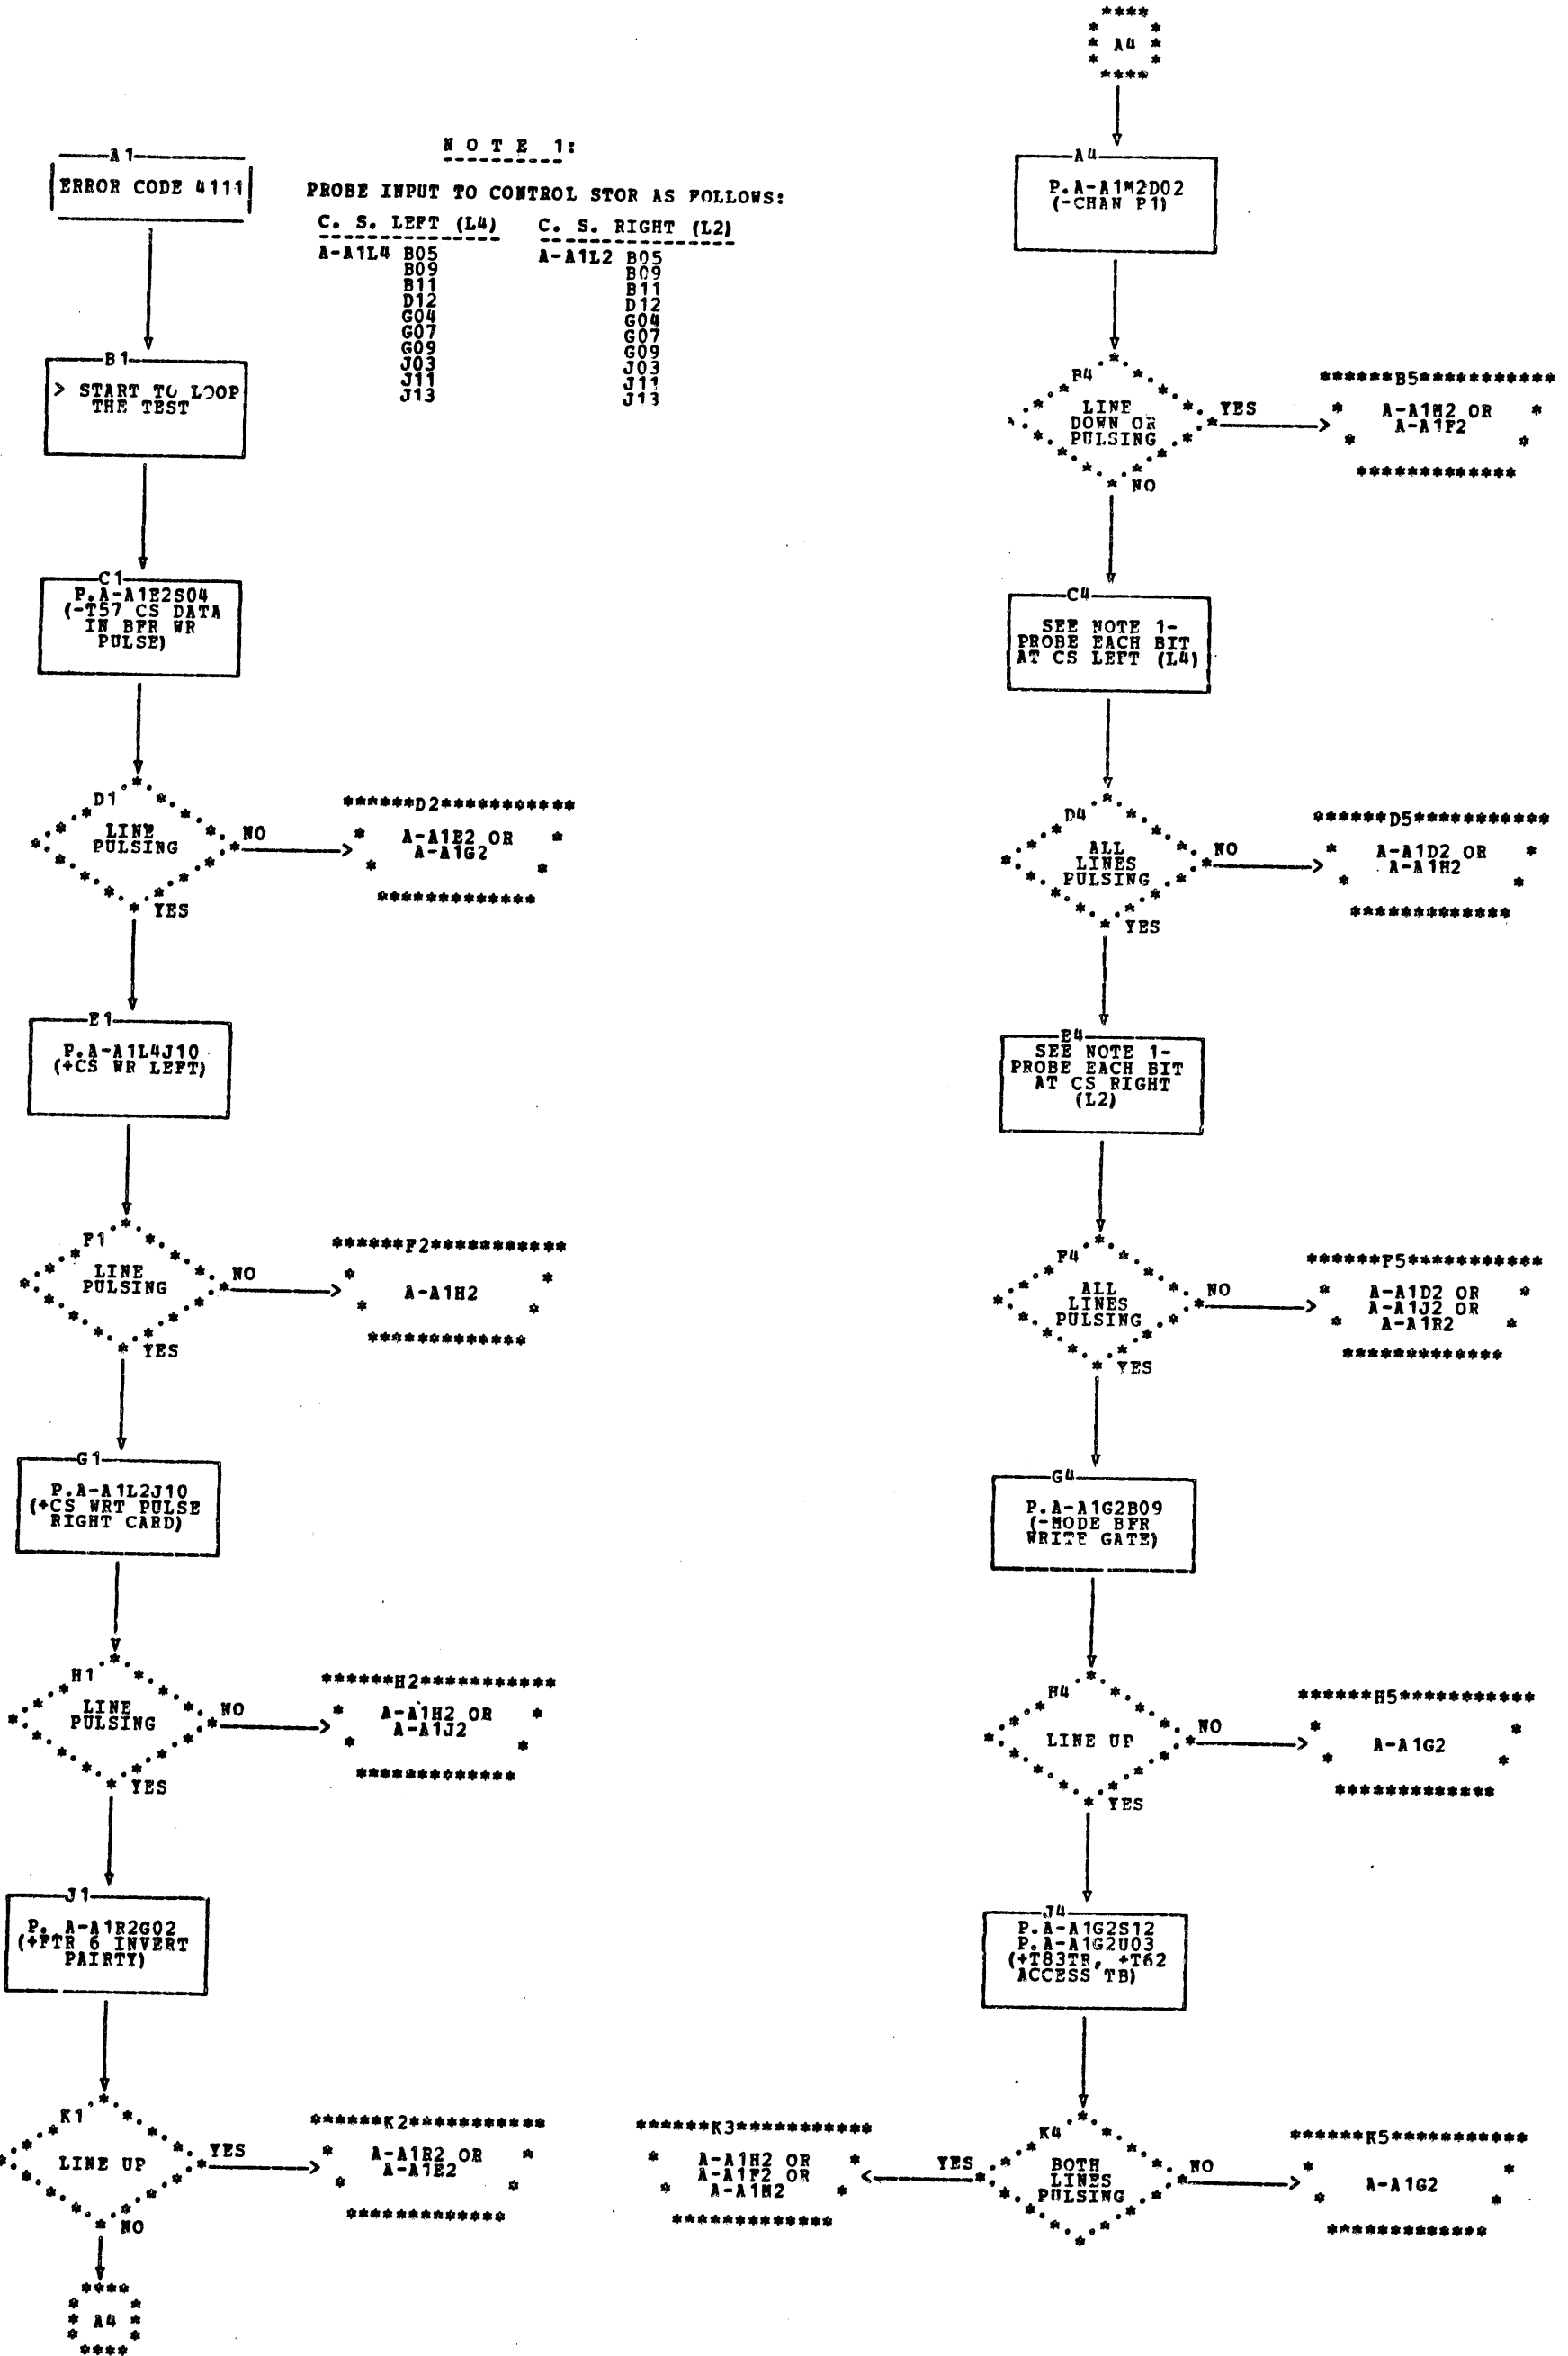 A1
ERROR CODE 4111
N O T E 1:
PROBE INPUT TO CONTROL STOR AS FOLLOWS:
C. S. LEFT (L4) C. S. RIGHT (L2)
A-A1L4 B05 A-A1L2 B05
B09 B09
B11 B11
D12 D12
G04 G04
G07 G07
G09 G09
J03 J03
J11 J11
J13 J13
B1
> START TO LOOP
THE TEST
C1
P.A-A1E2S04
(-T57 CS DATA
IN BFR WR
PULSE)
D1
LINE
PULSING
NO
YES
******D2***********
A-A1E2 OR
A-A1G2
E1
P.A-A1L4J10
(+CS WR LEFT)
F1
LINE
PULSING
NO
YES
******F2***********
A-A1H2
G1
P.A-A1L2J10
(+CS WRT PULSE
RIGHT CARD)
H1
LINE
PULSING
NO
YES
******H2***********
A-A1H2 OR
A-A1J2
J1
P. A-A1R2G02
(+PTR 6 INVERT
PAIRTY)
K1
LINE UP
YES
NO
******K2***********
A-A1R2 OR
A-A1E2
A4
A4
A4
P.A-A1M2D02
(-CHAN P1)
B4
LINE
DOWN OR
PULSING
YES
NO
******B5***********
A-A1M2 OR
A-A1F2
C4
SEE NOTE 1-
PROBE EACH BIT
AT CS LEFT (L4)
D4
ALL
LINES
PULSING
NO
YES
******D5***********
A-A1D2 OR
A-A1H2
E4
SEE NOTE 1-
PROBE EACH BIT
AT CS RIGHT
(L2)
F4
ALL
LINES
PULSING
NO
YES
******F5***********
A-A1D2 OR
A-A1J2 OR
A-A1R2
G4
P.A-A1G2B09
(-MODE BFR
WRITE GATE)
H4
LINE UP
NO
YES
******H5***********
A-A1G2
J4
P.A-A1G2S12
P.A-A1G2U03
(+T83TR, +T62
ACCESS TB)
K4
BOTH
LINES
PULSING
YES
NO
******K3***********
A-A1H2 OR
A-A1F2 OR
A-A1M2
******K5***********
A-A1G2